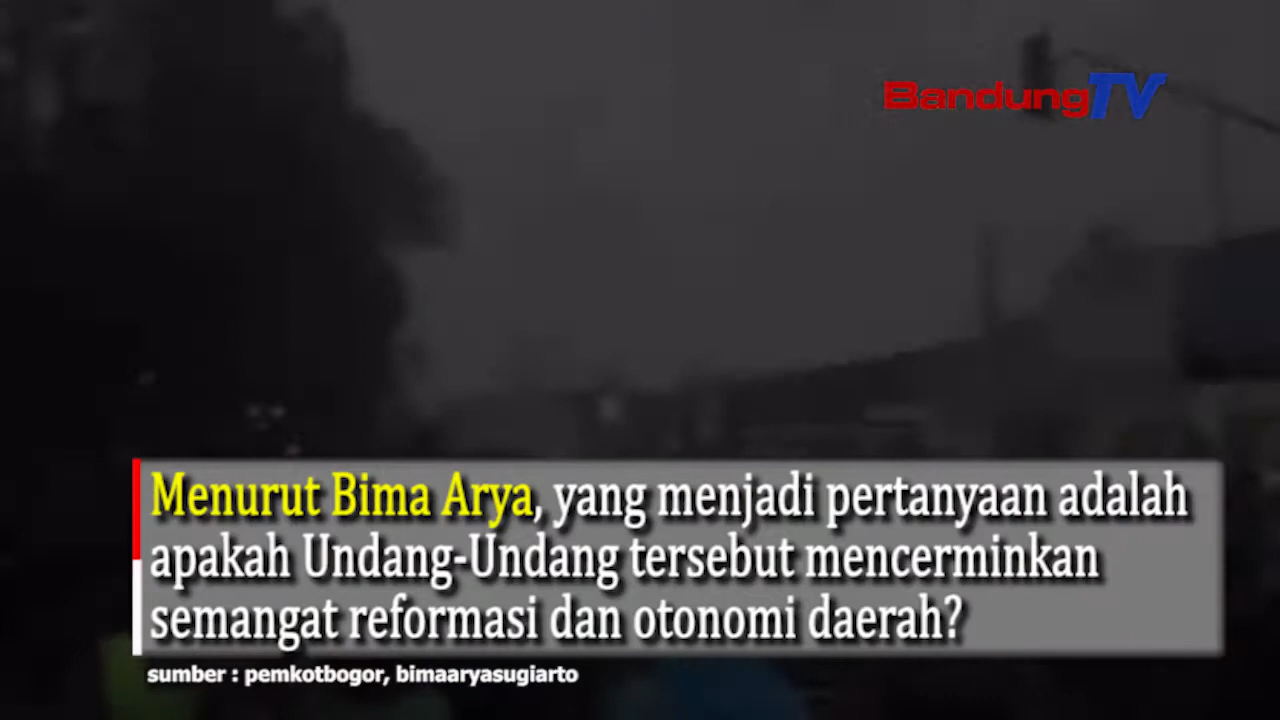 BandungTV
Menurut Bima Arya, yang menjadi pertanyaan adalah
apakah Undang-Undang tersebut mencerminkan
semangat reformasi dan otonomi daerah?
sumber : pemkotbogor, bimaaryasugiarto